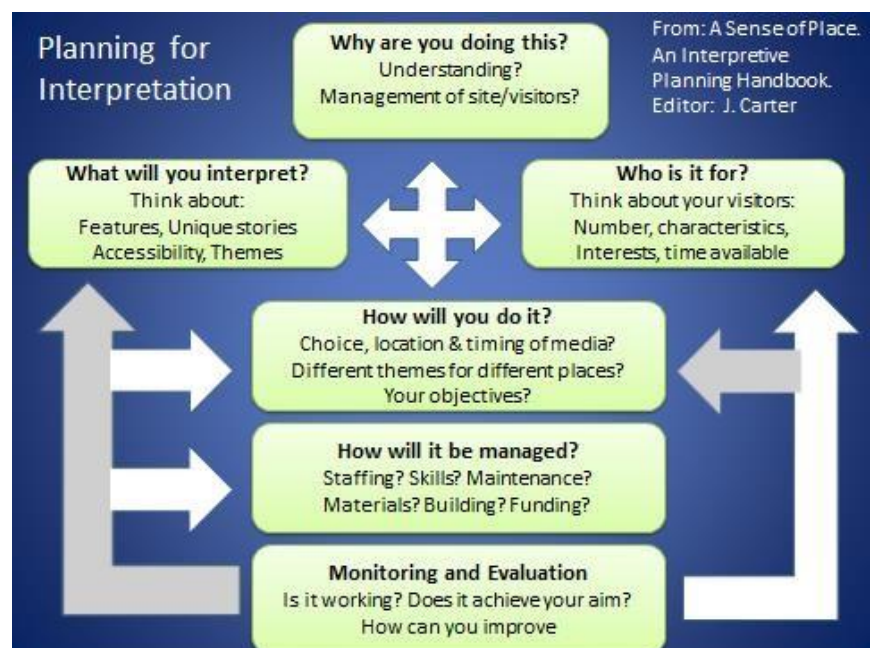 Planning for
Interpretation
Why are you doing this?
Understanding?
Management of site/visitors?
From: A Sense of Place.
An Interpretive
Planning Handbook.
Editor: J. Carter
What will you interpret?
Think about:
Features, Unique stories
Accessibility, Themes
Who is it for?
Think about your visitors:
Number, characteristics,
Interests, time available
How will you do it?
Choice, location & timing of media?
Different themes for different places?
Your objectives?
How will it be managed?
Staffing? Skills? Maintenance?
Materials? Building? Funding?
Monitoring and Evaluation
Is it working? Does it achieve your aim?
How can you improve